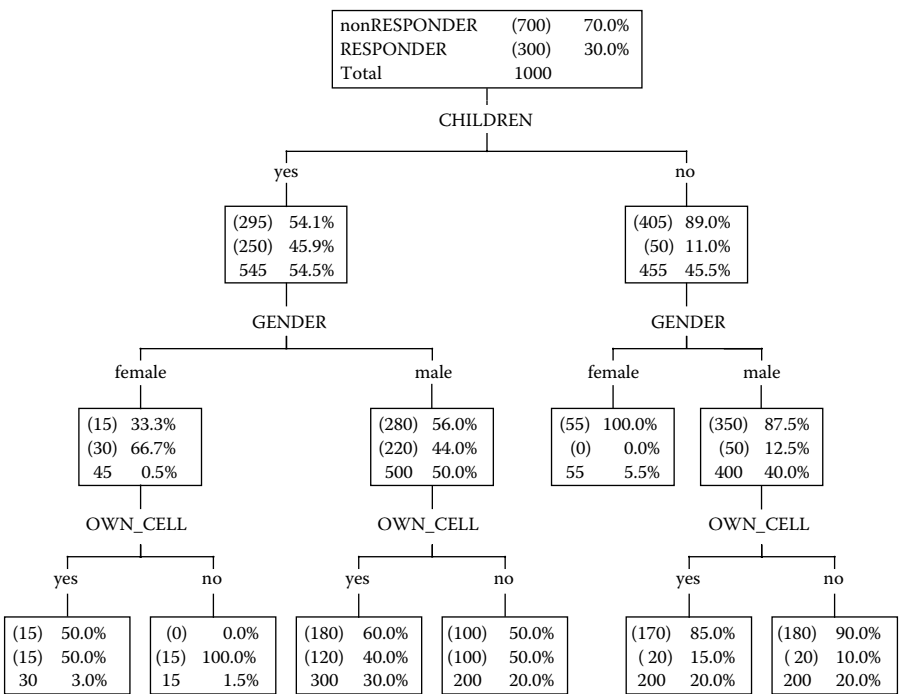 nonRESPONDER (700) 70.0%
RESPONDER (300) 30.0%
Total 1000
CHILDREN
yes no
(295) 54.1% (405) 89.0%
(250) 45.9% (50) 11.0%
545 54.5% 455 45.5%
GENDER GENDER
female male female male
(15) 33.3% (280) 56.0% (55) 100.0% (350) 87.5%
(30) 66.7% (220) 44.0% (0) 0.0% (50) 12.5%
45 0.5% 500 50.0% 55 5.5% 400 40.0%
OWN_CELL OWN_CELL OWN_CELL
yes no yes no yes no
(15) 50.0% (0) 0.0% (180) 60.0% (100) 50.0% (170) 85.0% (180) 90.0%
(15) 50.0% (15) 100.0% (120) 40.0% (100) 50.0% ( 20) 15.0% ( 20) 10.0%
30 3.0% 15 1.5% 300 30.0% 200 20.0% 200 20.0% 200 20.0%